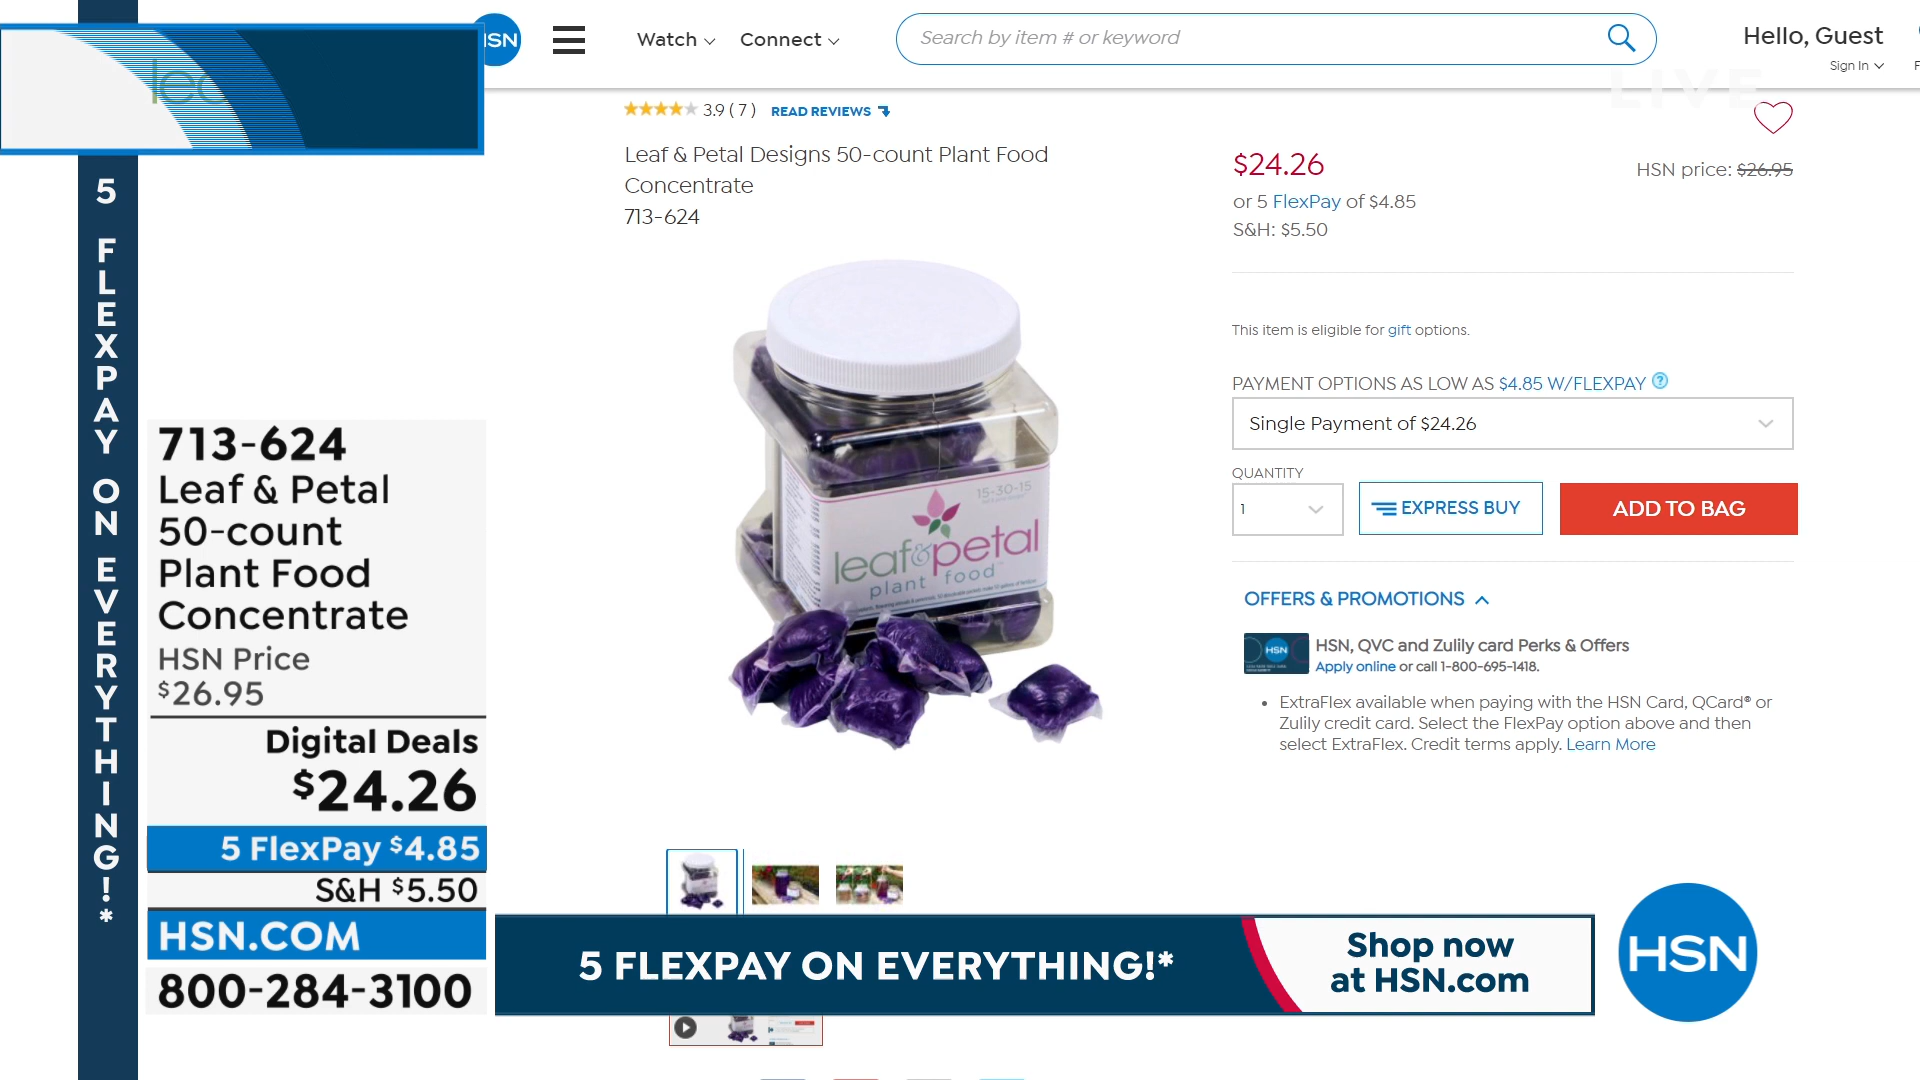 HSN
Watch
Connect
Search by item # or keyword
Hello, Guest
Sign In
LIVE
3.9 ( 7 )
READ REVIEWS
Leaf & Petal Designs 50-count Plant Food
Concentrate
713-624
$24.26
HSN price: $26.95
or 5 FlexPay of $4.85
S&H: $5.50
This item is eligible for gift options.
PAYMENT OPTIONS AS LOW AS $4.85 W/FLEXPAY ?
Single Payment of $24.26
QUANTITY
1
EXPRESS BUY
ADD TO BAG
OFFERS & PROMOTIONS
HSN
HSN, QVC and Zulily card Perks & Offers
Apply online or call 1-800-695-1418.
• ExtraFlex available when paying with the HSN Card, QCard® or
Zulily credit card. Select the FlexPay option above and then
select ExtraFlex. Credit terms apply. Learn More
15-30-15
leaf&petal
plant food
5 FLEXPAY ON EVERYTHING!*
713-624
Leaf & Petal
50-count
Plant Food
Concentrate
HSN Price
$26.95
Digital Deals
$24.26
5 FlexPay $4.85
S&H $5.50
HSN.COM
800-284-3100
5 FLEXPAY ON EVERYTHING!*
Shop now
at HSN.com
HSN